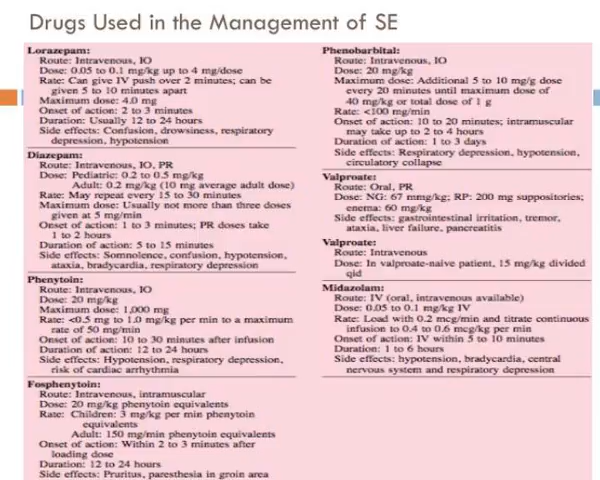 Drugs Used in the Management of SE
Lorazepam:
Route: Intravenous, IO
Dose: 0.05 to 0.1 mg/kg up to 4 mg/dose
Rate: Can give IV push over 2 minutes; can be
given 5 to 10 minutes apart
Maximum dose: 4.0 mg
Onset of action: 2 to 3 minutes
Duration: Usually 12 to 24 hours
Side effects: Confusion, drowsiness, respiratory
depression, hypotension
Diazepam:
Route: Intravenous, IO, PR
Dose: Pediatric: 0.2 to 0.5 mg/kg
Adult: 0.2 mg/kg (10 mg average adult dose)
Rate: May repeat every 15 to 30 minutes
Maximum dose: Usually not more than three doses
given at 5 mg/min
Onset of action: 1 to 3 minutes; PR doses take
1 to 2 hours
Duration of action: 5 to 15 minutes
Side effects: Somnolence, confusion, hypotension,
ataxia, bradycardia, respiratory depression
Phenytoin:
Route: Intravenous, IO
Dose: 20 mg/kg
Maximum dose: 1,000 mg
Rate: <0.5 mg to 1.0 mg/kg per min to a maximum
rate of 50 mg/min
Onset of action: 10 to 30 minutes after infusion
Duration of action: 12 to 24 hours
Side effects: Hypotension, respiratory depression,
risk of cardiac arrhythmia
Fosphenytoin:
Route: Intravenous, intramuscular
Dose: 20 mg/kg phenytoin equivalents
Rate: Children: 3 mg/kg per min phenytoin
equivalents
Adult: 150 mg/min phenytoin equivalents
Onset of action: Within 2 to 3 minutes after
loading dose
Duration: 12 to 24 hours
Side effects: Pruritus, paresthesia in groin area
Phenobarbital:
Route: Intravenous, IO
Dose: 20 mg/kg
Maximum dose: Additional 5 to 10 mg/g dose
every 20 minutes until maximum dose of
40 mg/kg or total dose of 1 g
Rate: <100 mg/min
Onset of action: 10 to 20 minutes; intramuscular
may take up to 2 to 4 hours
Duration of action: 1 to 3 days
Side effects: Respiratory depression, hypotension,
circulatory collapse
Valproate:
Route: Oral, PR
Dose: NG: 67 mmg/kg; RP: 200 mg suppositories;
enema: 60 mg/kg
Side effects: gastrointestinal irritation, tremor,
ataxia, liver failure, pancreatitis
Valproate:
Route: Intravenous
Dose: In valproate-naive patient, 15 mg/kg divided
qid
Midazolam:
Route: IV (oral, intravenous available)
Dose: 0.05 to 0.1 mg/kg IV
Rate: Load with 0.2 mcg/min and titrate continuous
infusion to 0.4 to 0.6 mcg/kg per min
Onset of action: IV within 5 to 10 minutes
Duration: 1 to 6 hours
Side effects: hypotension, bradycardia, central
nervous system and respiratory depression